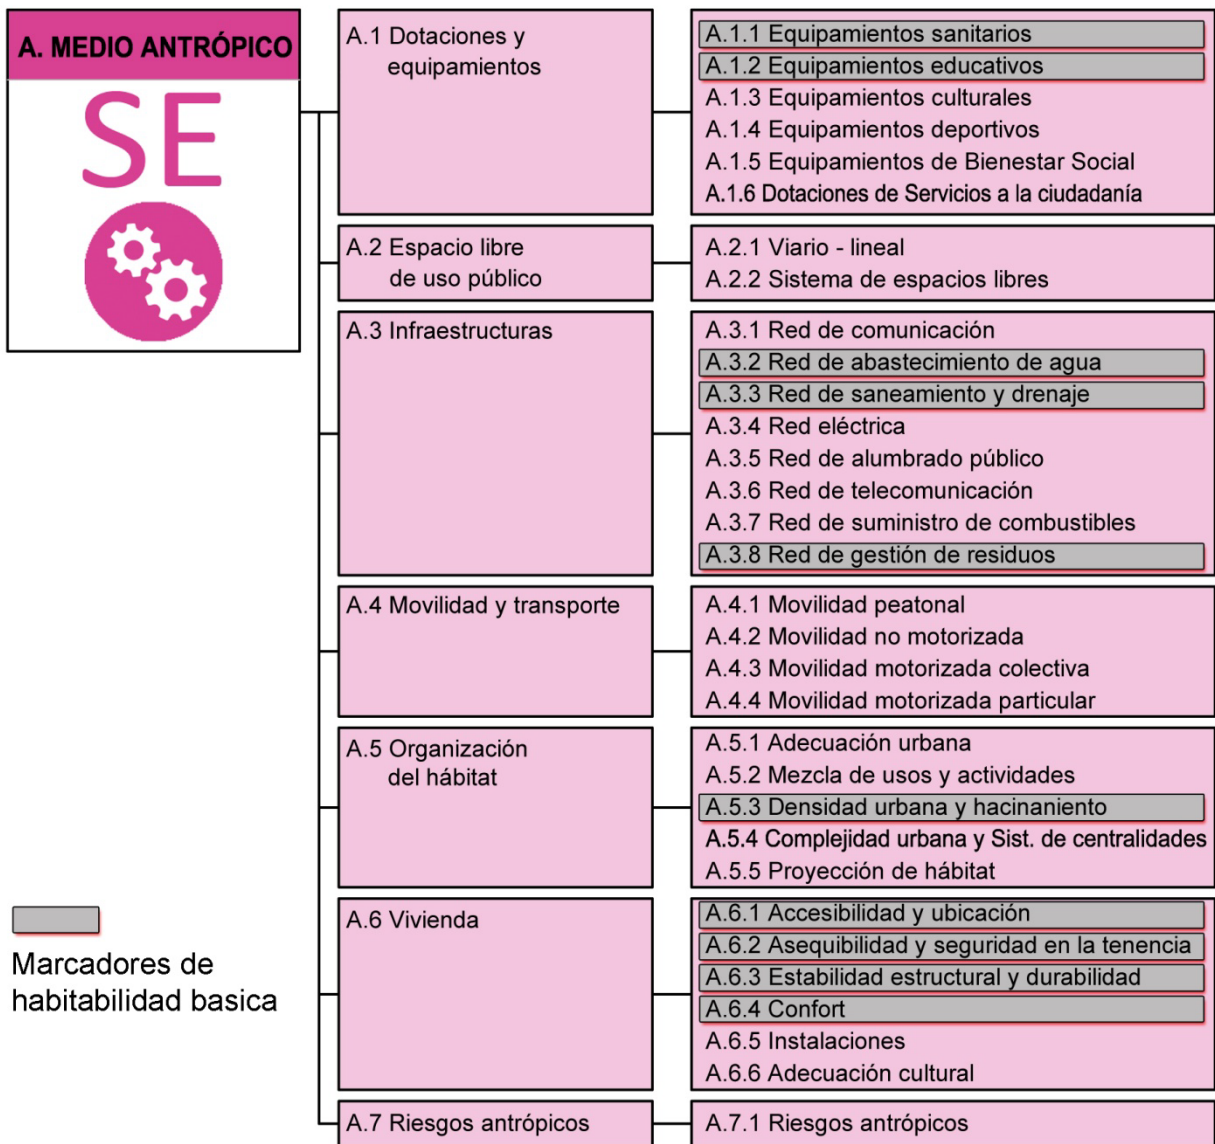 A. MEDIO ANTRÓPICO
SE
A.1 Dotaciones y
equipamientos
A.1.1 Equipamientos sanitarios
A.1.2 Equipamientos educativos
A.1.3 Equipamientos culturales
A.1.4 Equipamientos deportivos
A.1.5 Equipamientos de Bienestar Social
A.1.6 Dotaciones de Servicios a la ciudadanía
A.2 Espacio libre
de uso público
A.2.1 Viario - lineal
A.2.2 Sistema de espacios libres
A.3 Infraestructuras
A.3.1 Red de comunicación
A.3.2 Red de abastecimiento de agua
A.3.3 Red de saneamiento y drenaje
A.3.4 Red eléctrica
A.3.5 Red de alumbrado público
A.3.6 Red de telecomunicación
A.3.7 Red de suministro de combustibles
A.3.8 Red de gestión de residuos
A.4 Movilidad y transporte
A.4.1 Movilidad peatonal
A.4.2 Movilidad no motorizada
A.4.3 Movilidad motorizada colectiva
A.4.4 Movilidad motorizada particular
A.5 Organización
del hábitat
A.5.1 Adecuación urbana
A.5.2 Mezcla de usos y actividades
A.5.3 Densidad urbana y hacinaniento
A.5.4 Complejidad urbana y Sist. de centralidades
A.5.5 Proyección de hábitat
A.6 Vivienda
A.6.1 Accesibilidad y ubicación
A.6.2 Asequibilidad y seguridad en la tenencia
A.6.3 Estabilidad estructural y durabilidad
A.6.4 Confort
A.6.5 Instalaciones
A.6.6 Adecuación cultural
A.7 Riesgos antrópicos
A.7.1 Riesgos antrópicos
Marcadores de
habitabilidad basica